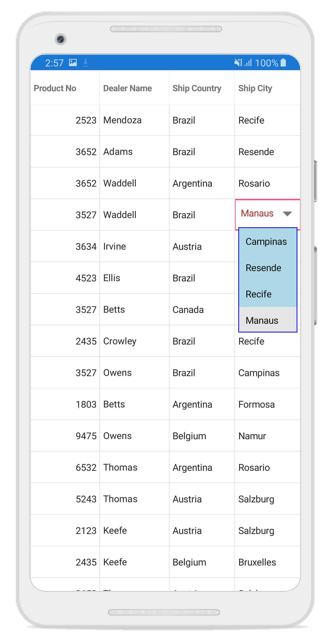 2:57 100%
Product No Dealer Name Ship Country Ship City
2523 Mendoza Brazil Recife
3652 Adams Brazil Resende
3652 Waddell Argentina Rosario
3527 Waddell Brazil Manaus
3634 Irvine Austria Campinas
4523 Ellis Brazil Resende
3527 Betts Canada Recife
Manaus
2435 Crowley Brazil Recife
3527 Owens Brazil Campinas
1803 Betts Argentina Formosa
9475 Owens Belgium Namur
6532 Thomas Argentina Rosario
5243 Thomas Austria Salzburg
2123 Keefe Austria Salzburg
2435 Keefe Belgium Bruxelles